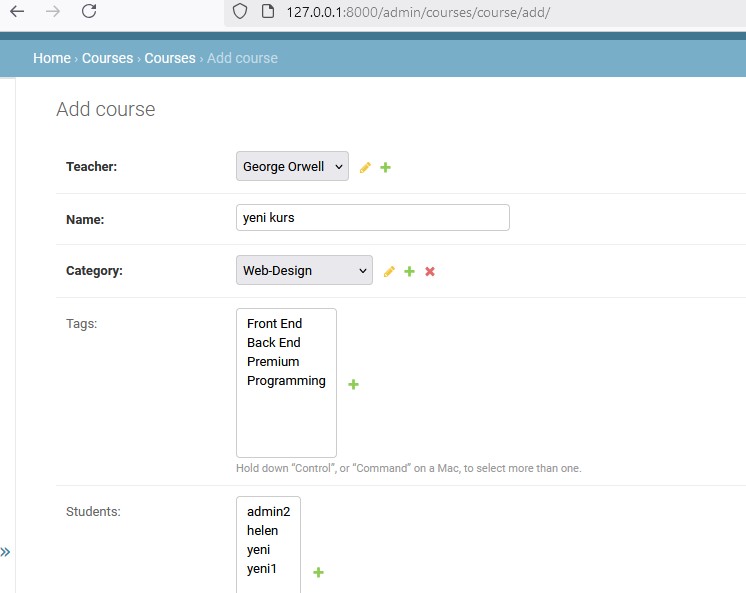 127.0.0.1:8000/admin/courses/course/add/
Home › Courses › Courses › Add course
Add course
Teacher: George Orwell
Name: yeni kurs
Category: Web-Design
Tags:
Front End
Back End
Premium
Programming
Hold down “Control”, or “Command” on a Mac, to select more than one.
Students:
admin2
helen
yeni
yeni1